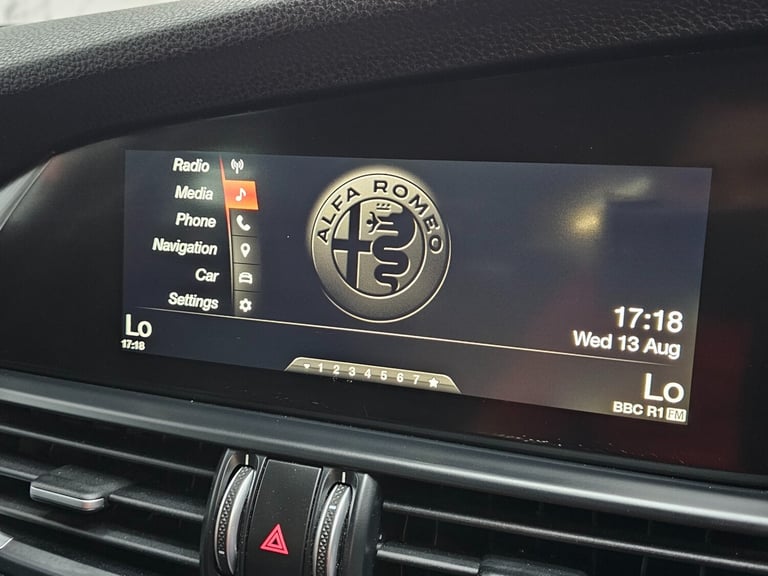 Radio
Media
Phone
Navigation
Car
Settings
ALFA ROMEO
17:18
Wed 13 Aug
Lo
17:18
1 2 3 4 5 6 7
Lo
BBC R1 FM